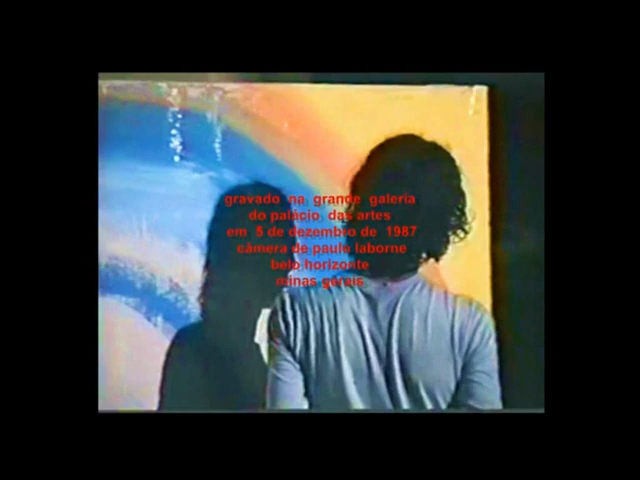 gravado na grande galeria
do palácio das artes
em 5 de dezembro de 1987
câmera de paulo laborne
belo horizonte
minas gerais